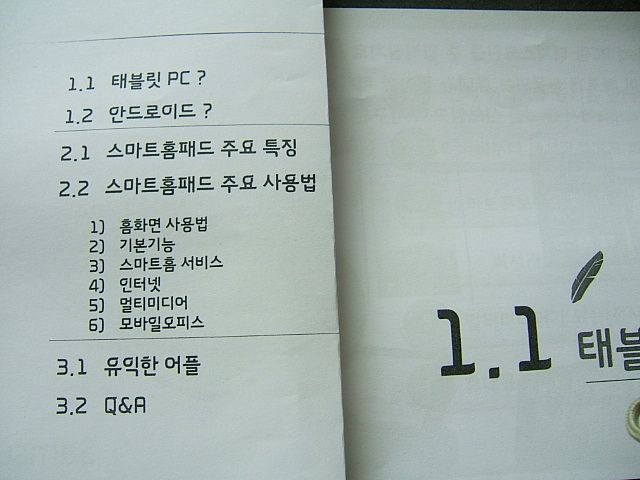 1.1 태블릿 PC ?
1.2 안드로이드 ?
2.1 스마트홈패드 주요 특징
2.2 스마트홈패드 주요 사용법
1) 홈화면 사용법
2) 기본기능
3) 스마트홈 서비스
4) 인터넷
5) 멀티미디어
6) 모바일오피스
3.1 유익한 어플
3.2 Q&A
1.1 태블